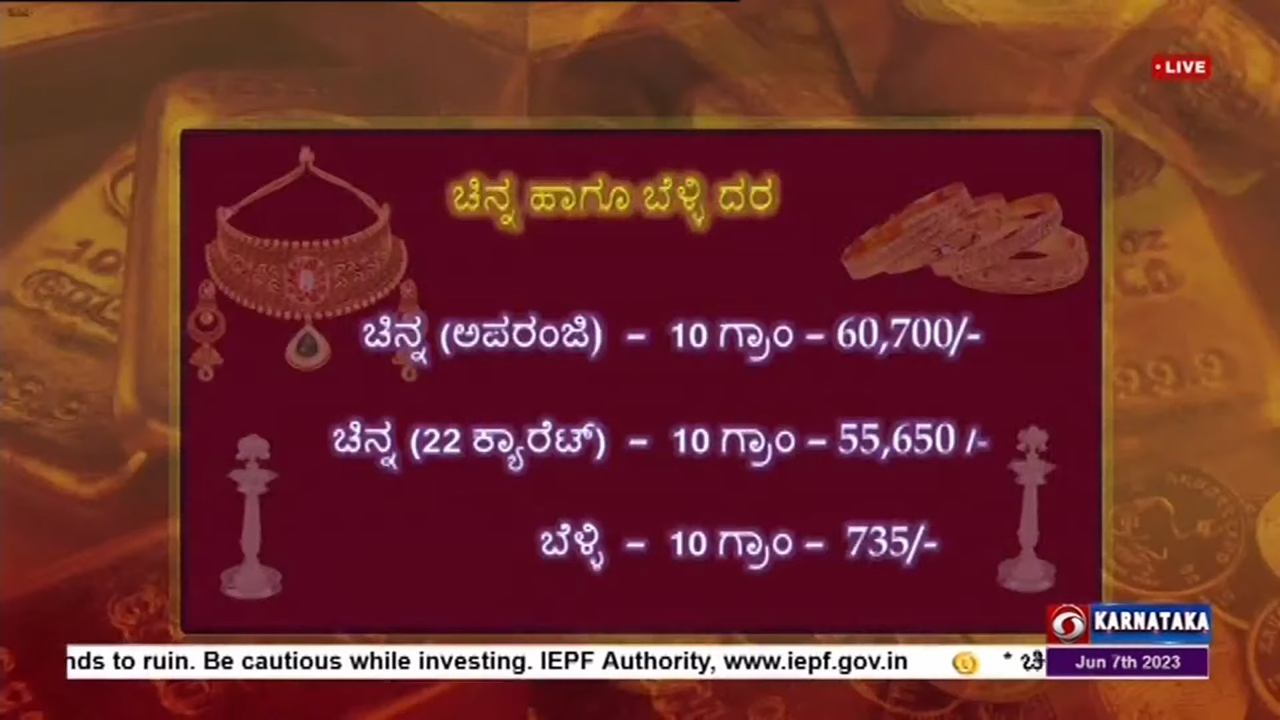 • LIVE
ಚಿನ್ನ ಹಾಗೂ ಬೆಳ್ಳಿ ದರ
ಚಿನ್ನ (ಅಪರಂಜಿ) – 10 ಗ್ರಾಂ – 60,700/-
ಚಿನ್ನ (22 ಕ್ಯಾರೆಟ್) – 10 ಗ್ರಾಂ – 55,650 /-
ಬೆಳ್ಳಿ – 10 ಗ್ರಾಂ – 735/-
KARNATAKA
nds to ruin. Be cautious while investing. IEPF Authority, www.iepf.gov.in * ಚಿ
Jun 7th 2023